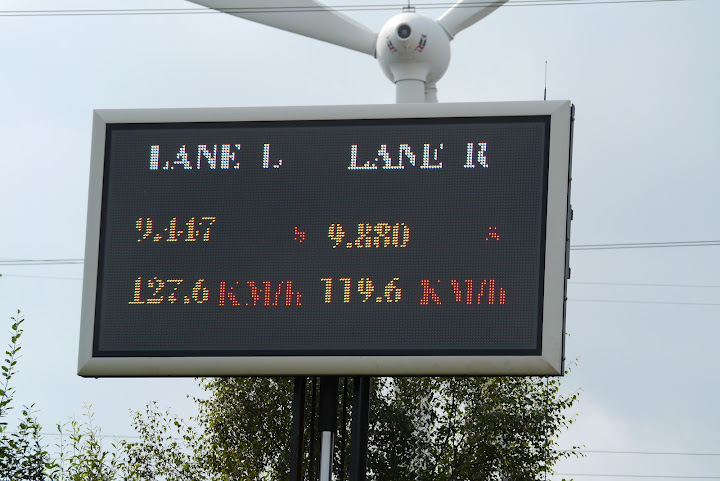 LANE L LANE R
9.447 s 9.880 s
127.6 KM/h 119.6 KM/h